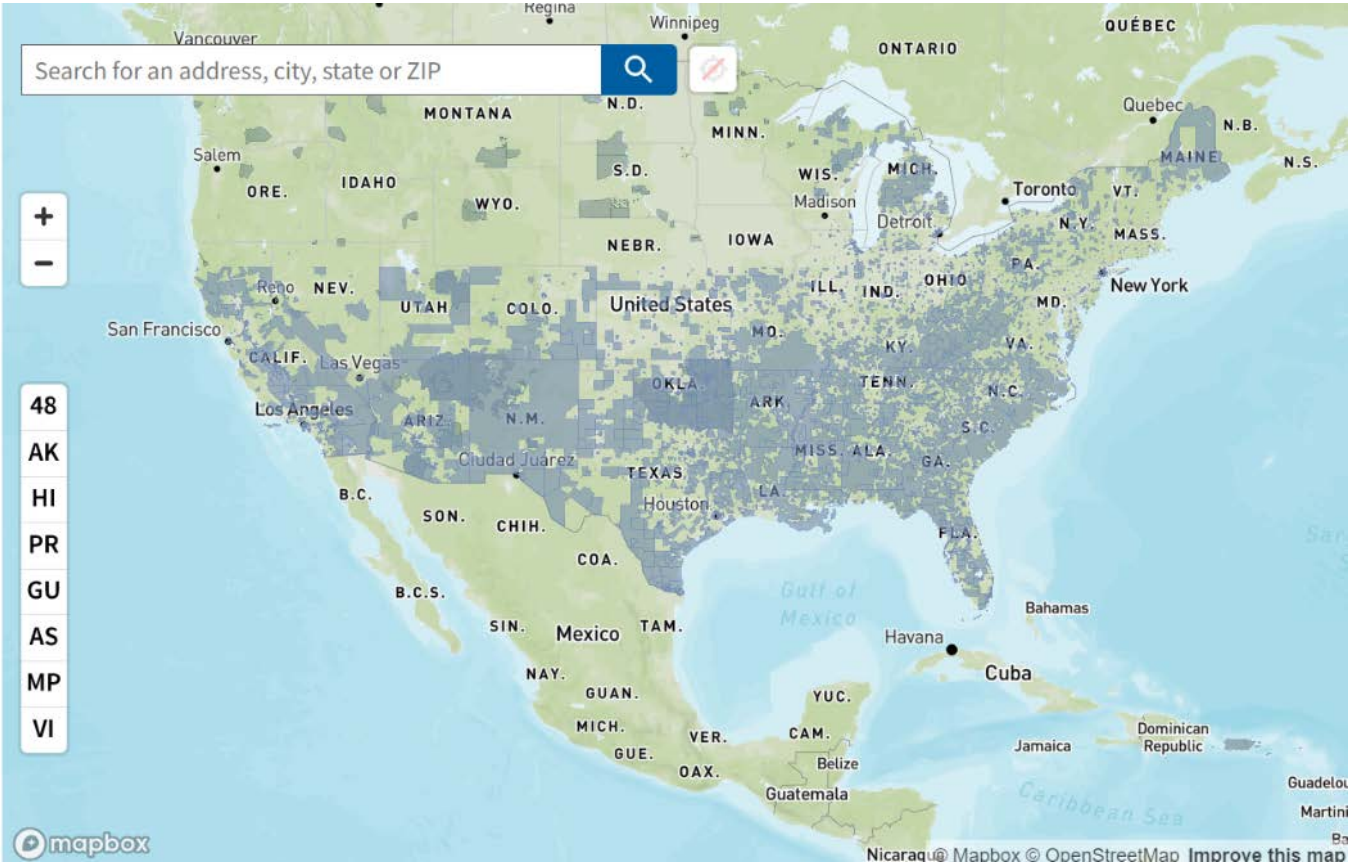 Regina
Winnipeg
QUÉBEC
Vancouver
ONTARIO
Search for an address, city, state or ZIP
MONTANA
N.D.
MINN.
Quebec
N.B.
Salem
ORE.
IDAHO
S.D.
WIS.
MICH.
MAINE
N.S.
WYO.
Madison
Toronto
VT.
Detroit
N.Y.
MASS.
+
−
NEBR.
IOWA
PA.
Reno
NEV.
UTAH
COLO.
United States
ILL.
IND.
OHIO
New York
MD.
San Francisco
CALIF.
Las Vegas
MO.
KY.
VA.
OKLA.
TENN.
N.C.
48
Los Angeles
ARIZ.
N.M.
ARK.
S.C.
AK
Ciudad Juárez
TEXAS
MISS.
ALA.
GA.
HI
B.C.
Houston
LA.
SON.
CHIH.
FLA.
PR
COA.
GU
B.C.S.
Gulf of
Mexico
Bahamas
AS
SIN.
Mexico
TAM.
Havana
MP
NAY.
Cuba
GUAN.
YUC.
VI
MICH.
VER.
CAM.
Dominican
Republic
GUE.
Jamaica
OAX.
Belize
Guatemala
Guadelou
Caribbean Sea
Martini
mapbox
Ba
Nicaragu
© Mapbox © OpenStreetMap Improve this map